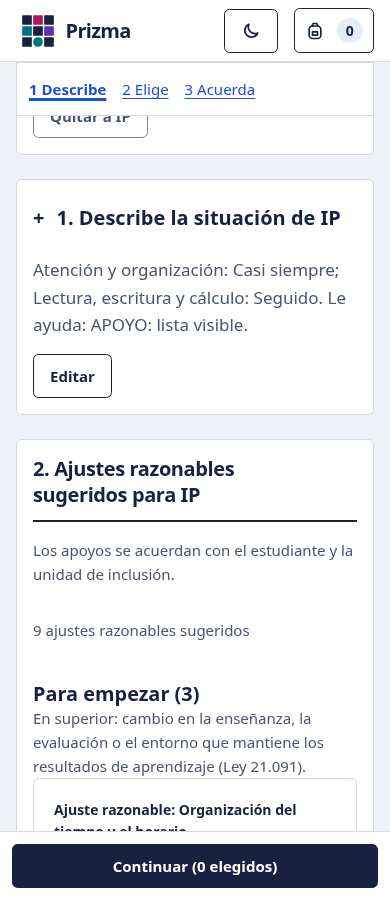 Prizma
0
1 Describe 2 Elige 3 Acuerda
Quitar a IP
+ 1. Describe la situación de IP
Atención y organización: Casi siempre;
Lectura, escritura y cálculo: Seguido. Le
ayuda: APOYO: lista visible.
Editar
2. Ajustes razonables
sugeridos para IP
Los apoyos se acuerdan con el estudiante y la
unidad de inclusión.
9 ajustes razonables sugeridos
Para empezar (3)
En superior: cambio en la enseñanza, la
evaluación o el entorno que mantiene los
resultados de aprendizaje (Ley 21.091).
Ajuste razonable: Organización del
tiempo y el horario
Continuar (0 elegidos)